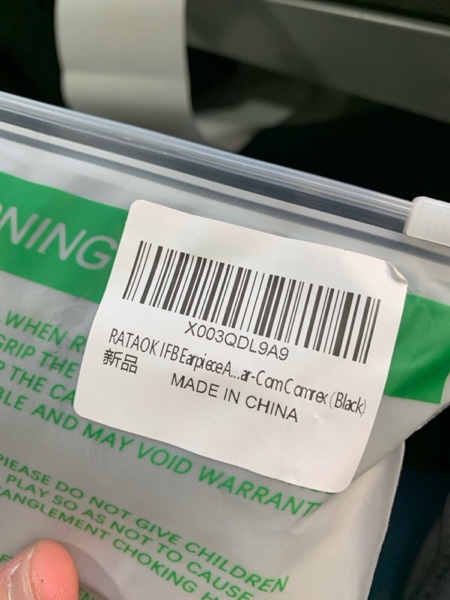 NING
X003QDL9A9
RATAOK IFB Earpiece A...ar-Com Comrex (Black)
新品
MADE IN CHINA
WHEN
GRIP THE
THE CA
BLE AND MAY VOID WARRANT
PLEASE DO NOT GIVE CHILDREN
PLAY SO AS NOT TO CAUSE
ANGLEMENT CHOKING